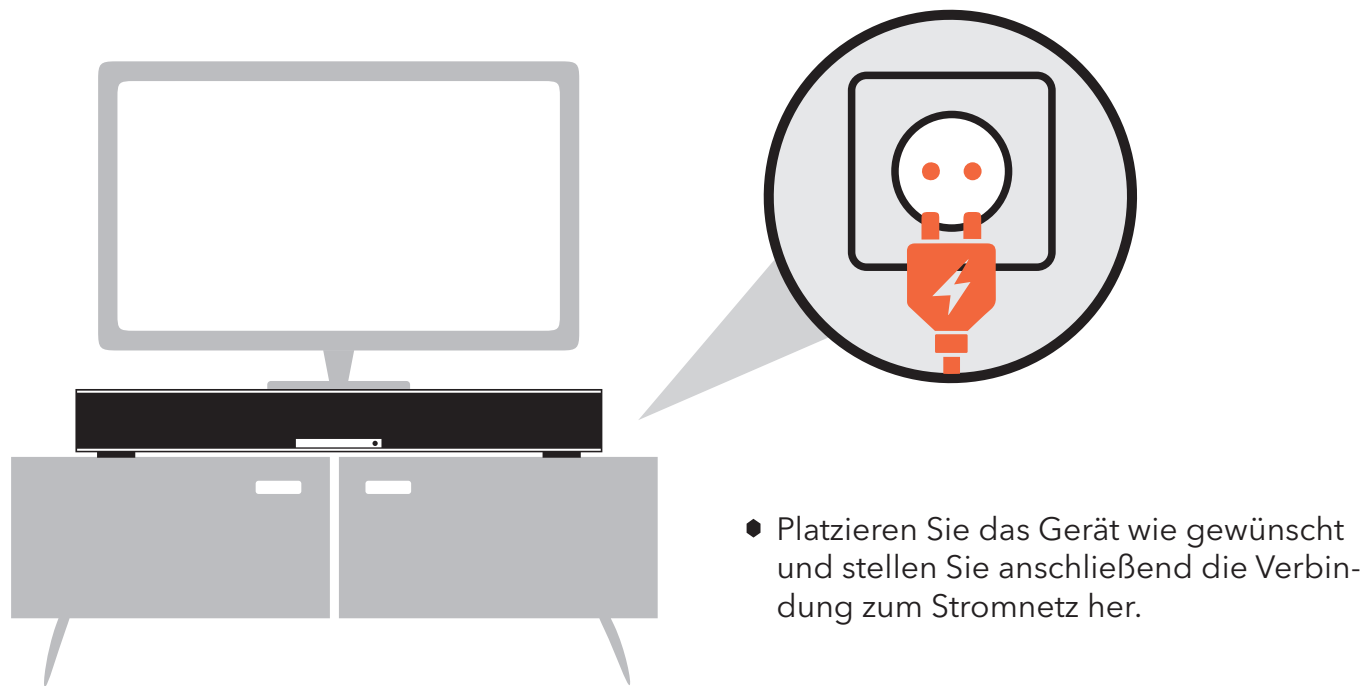 Platzieren Sie das Gerät wie gewünscht
und stellen Sie anschließend die Verbin-
dung zum Stromnetz her.